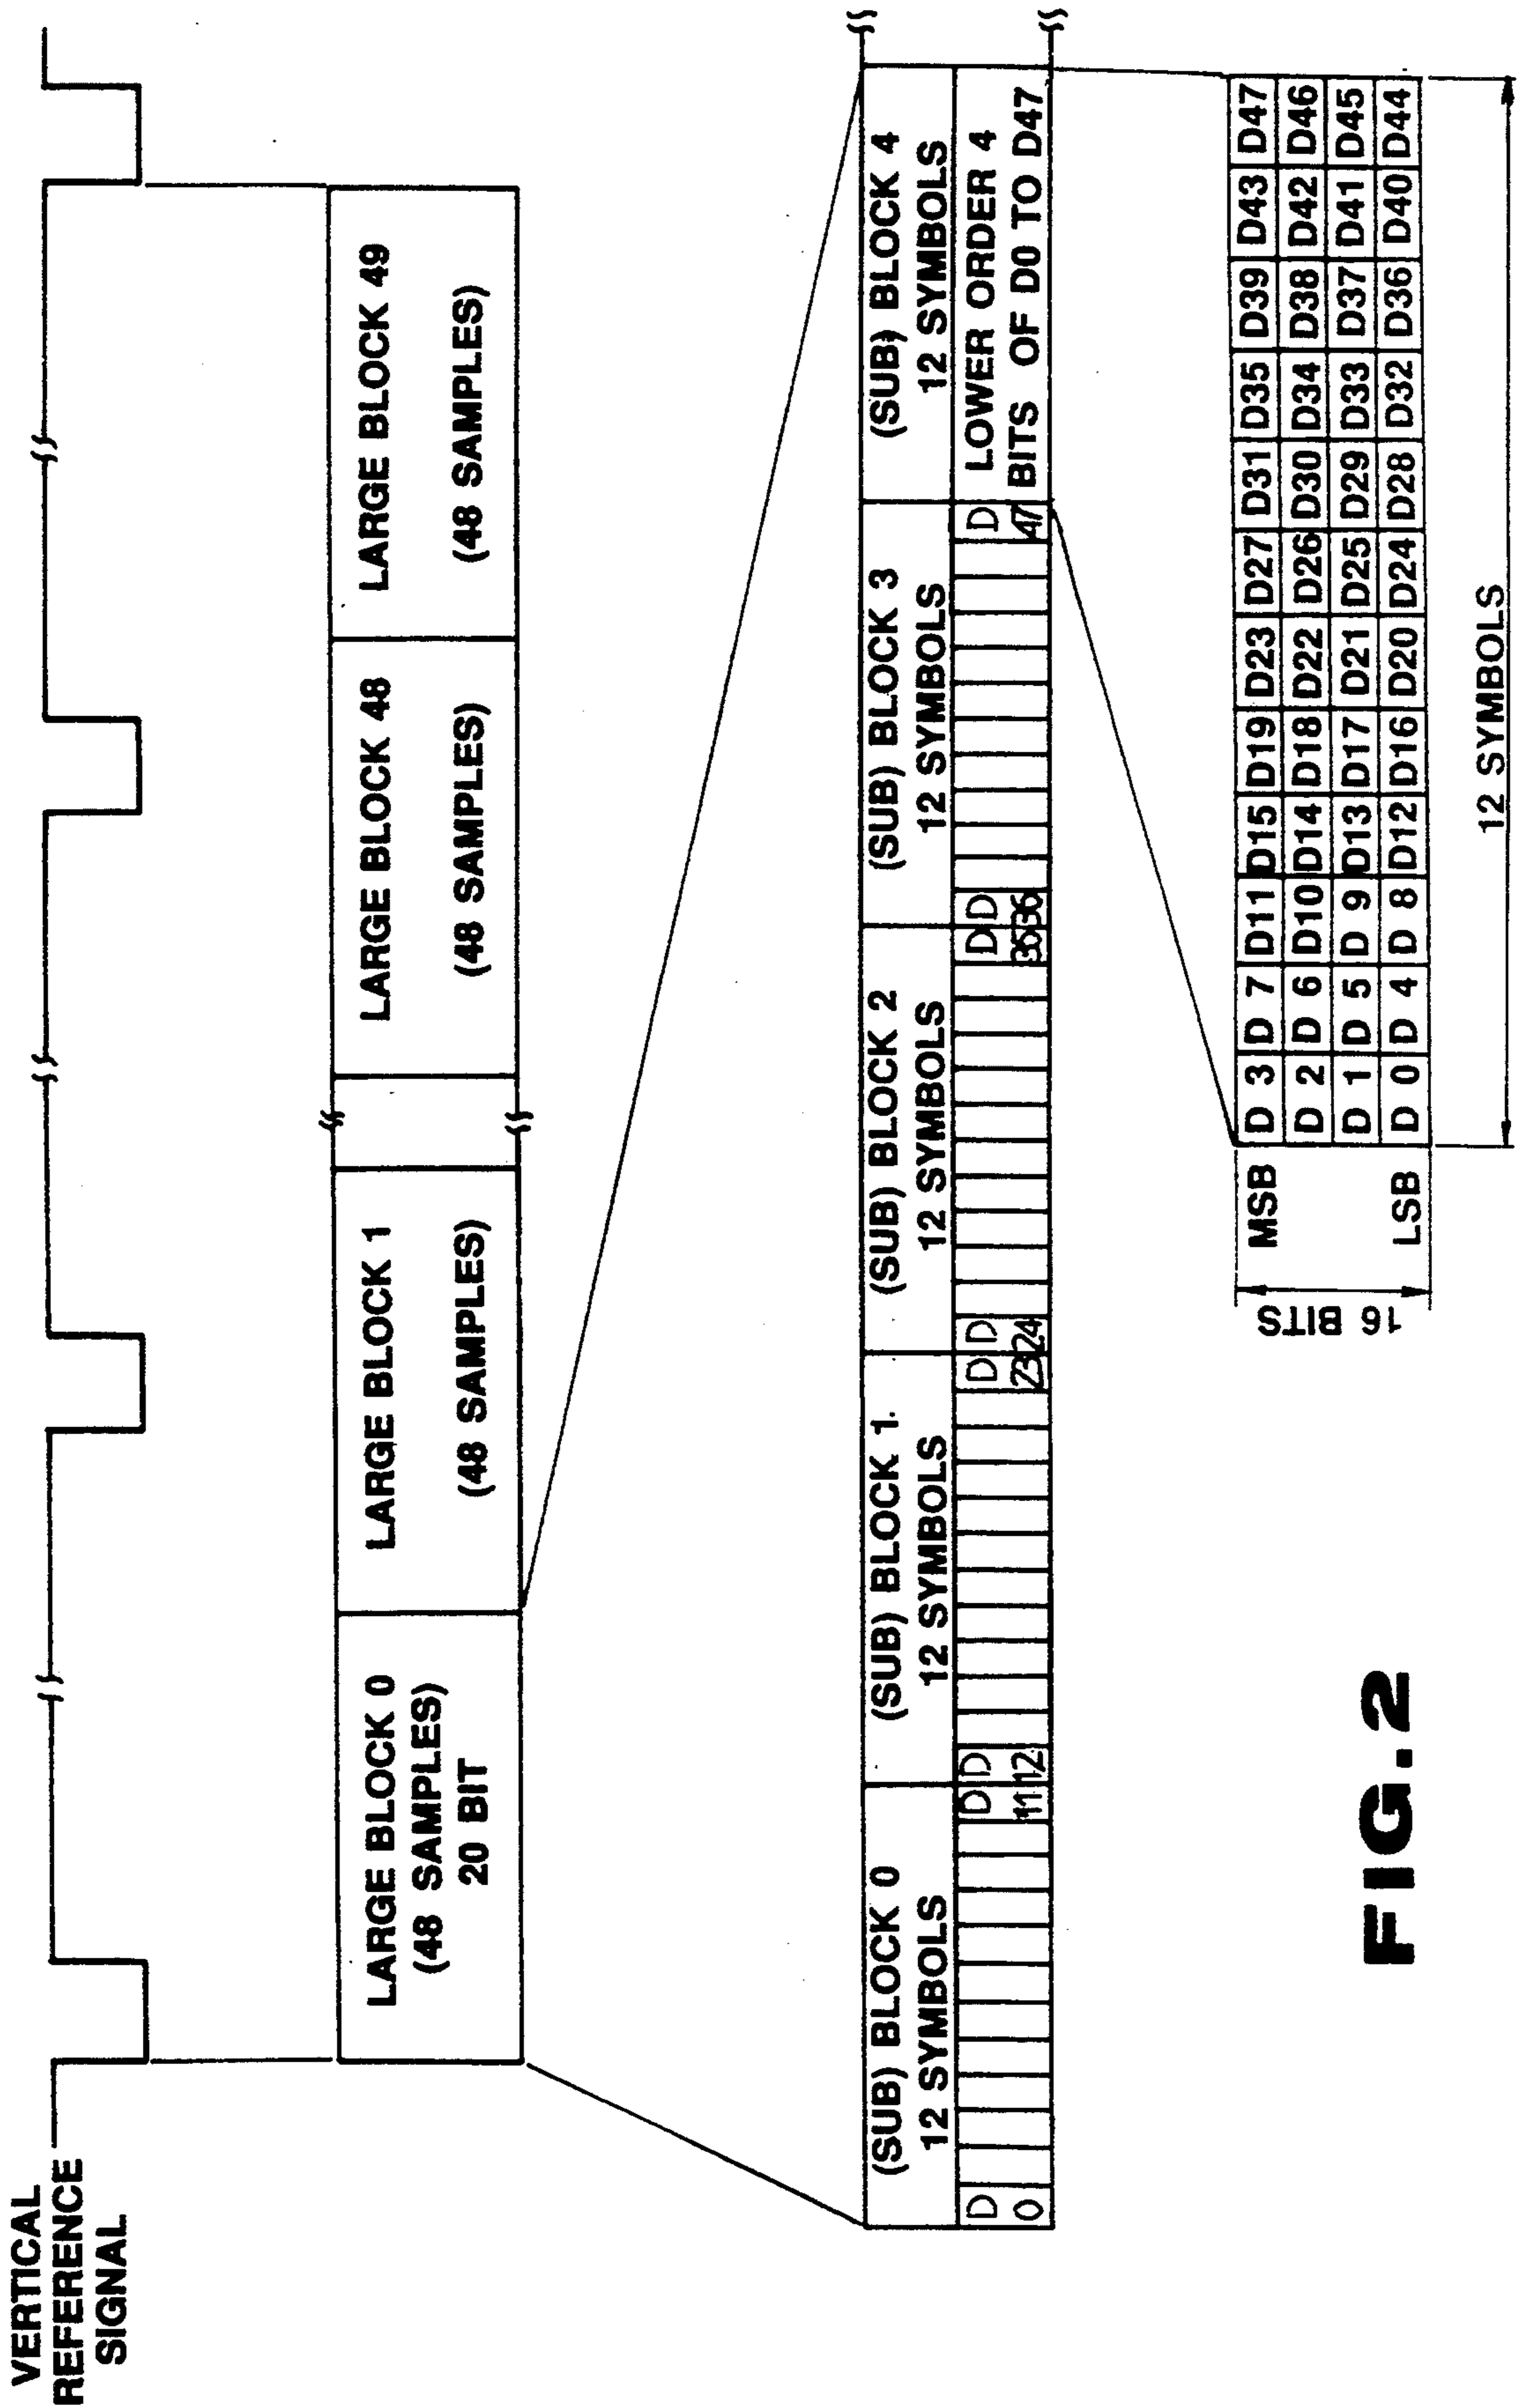 VERTICAL
REFERENCE
SIGNAL
LARGE BLOCK 0
(48 SAMPLES)
20 BIT
LARGE BLOCK 1
(48 SAMPLES)
LARGE BLOCK 48
(48 SAMPLES)
LARGE BLOCK 49
(48 SAMPLES)
(SUB) BLOCK 0
12 SYMBOLS
(SUB) BLOCK 1
12 SYMBOLS
(SUB) BLOCK 2
12 SYMBOLS
(SUB) BLOCK 3
12 SYMBOLS
(SUB) BLOCK 4
12 SYMBOLS
D D D D D D D D
0 11 12 23 24 35 36 47
LOWER ORDER 4
BITS OF D0 TO D47
MSB
D 3 D 7 D11 D15 D19 D23 D27 D31 D35 D39 D43 D47
D 2 D 6 D10 D14 D18 D22 D26 D30 D34 D38 D42 D46
D 1 D 5 D 9 D13 D17 D21 D25 D29 D33 D37 D41 D45
LSB
D 0 D 4 D 8 D12 D16 D20 D24 D28 D32 D36 D40 D44
16 BITS
12 SYMBOLS
FIG.2